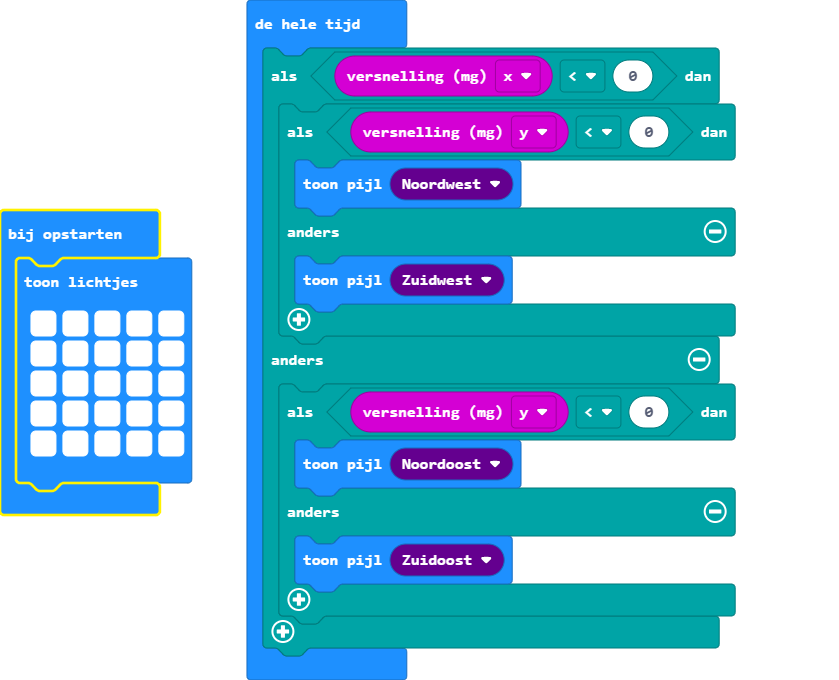 bij opstarten
toon lichtjes
de hele tijd
als versnelling (mg) x < 0 dan
als versnelling (mg) y < 0 dan
toon pijl Noordwest
anders
toon pijl Zuidwest
anders
als versnelling (mg) y < 0 dan
toon pijl Noordoost
anders
toon pijl Zuidoost